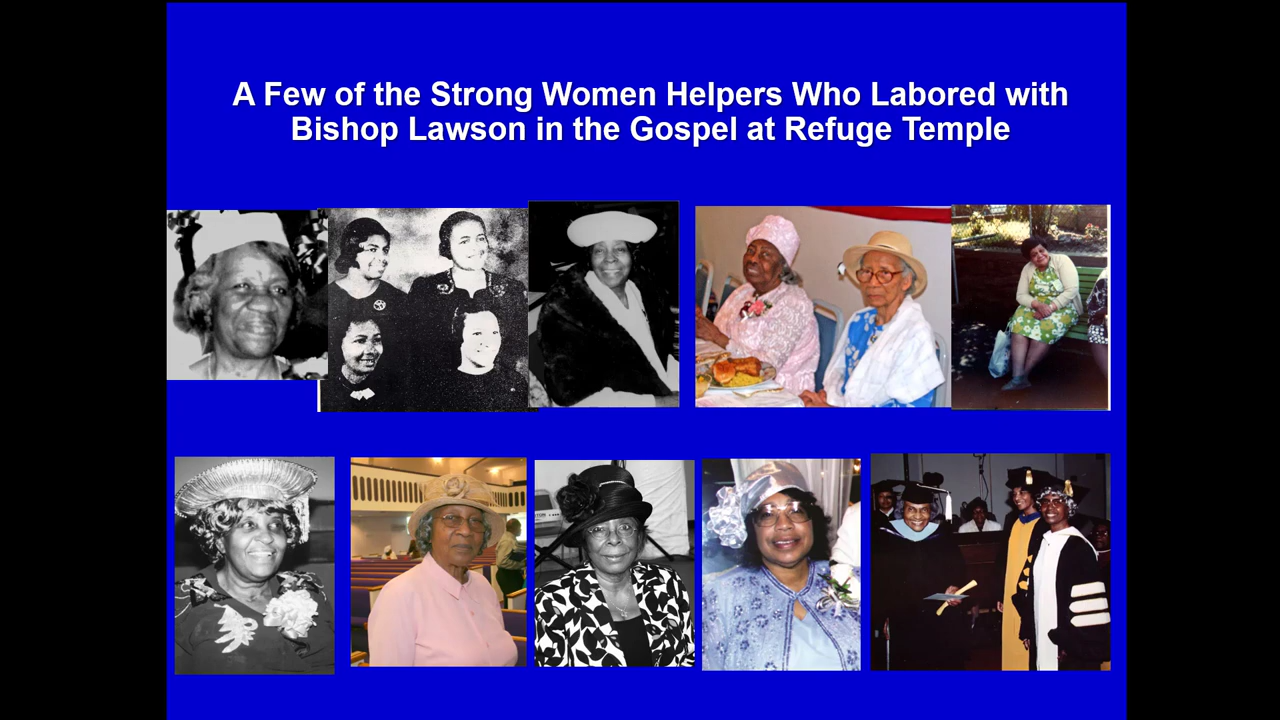 A Few of the Strong Women Helpers Who Labored with
Bishop Lawson in the Gospel at Refuge Temple